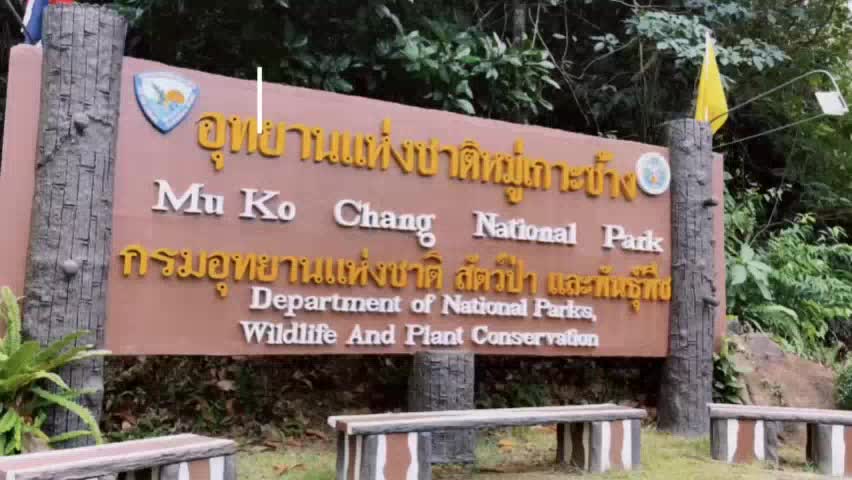 อุทยานแห่งชาติหมู่เกาะช้าง
Mu Ko Chang National Park
กรมอุทยานแห่งชาติ สัตว์ป่า และพันธุ์พืช
Department of National Parks,
Wildlife And Plant Conservation